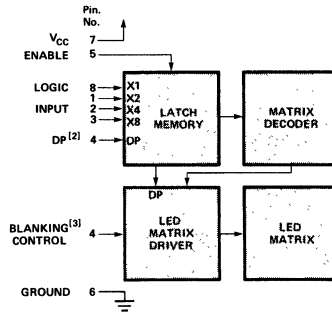 Pin.
No.
VCC 7
ENABLE 5
LOGIC 8 X1
1 X2
INPUT 2 X4
3 X8
DP[2] 4 DP
LATCH
MEMORY
MATRIX
DECODER
DP
BLANKING[3]
CONTROL 4
LED
MATRIX
DRIVER
LED
MATRIX
GROUND 6